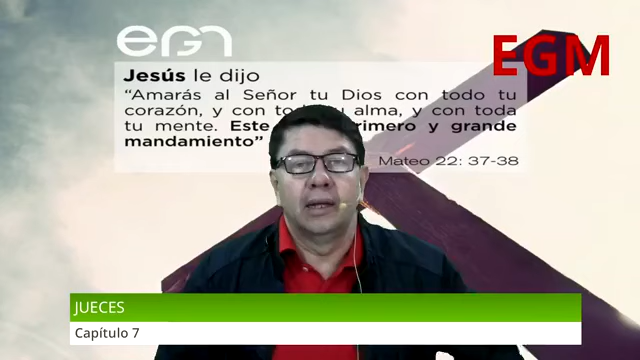 egm
EGM
Jesús le dijo
“Amarás al Señor tu Dios con todo tu
corazón, y con tod u alma, y con toda
tu mente. Este rimero y grande
mandamiento”
Mateo 22: 37-38
JUECES
Capítulo 7